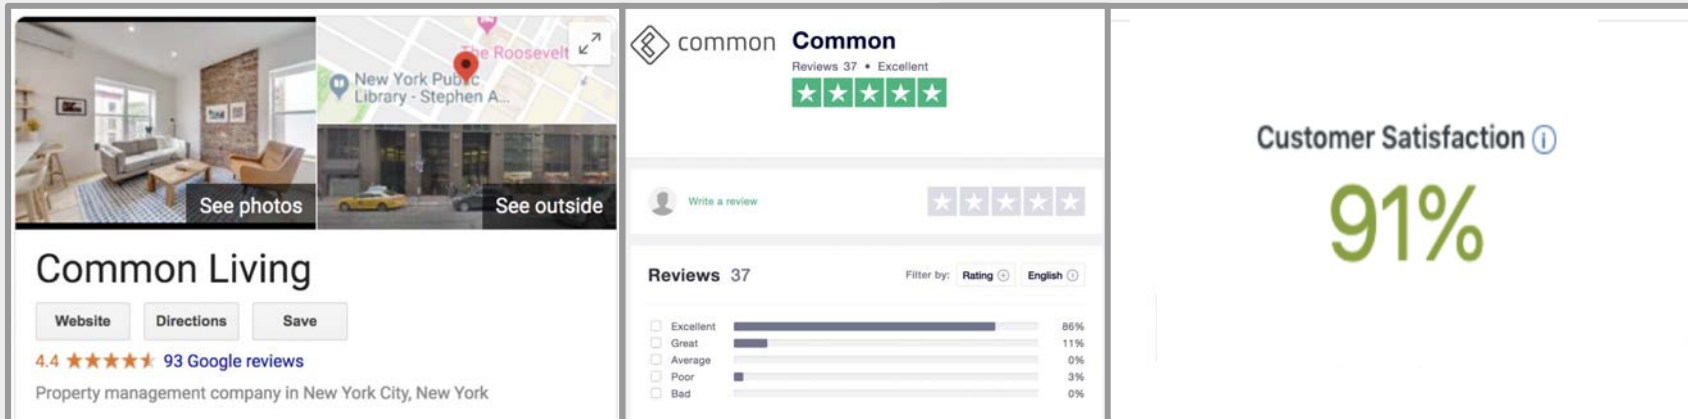 The Roosevelt
New York Public
Library - Stephen A...
See photos
See outside
Common Living
Website
Directions
Save
4.4
93 Google reviews
Property management company in New York City, New York
common
Common
Reviews 37 • Excellent
Write a review
Reviews 37
Filter by:
Rating
English
Excellent 86%
Great 11%
Average 0%
Poor 3%
Bad 0%
Customer Satisfaction
91%